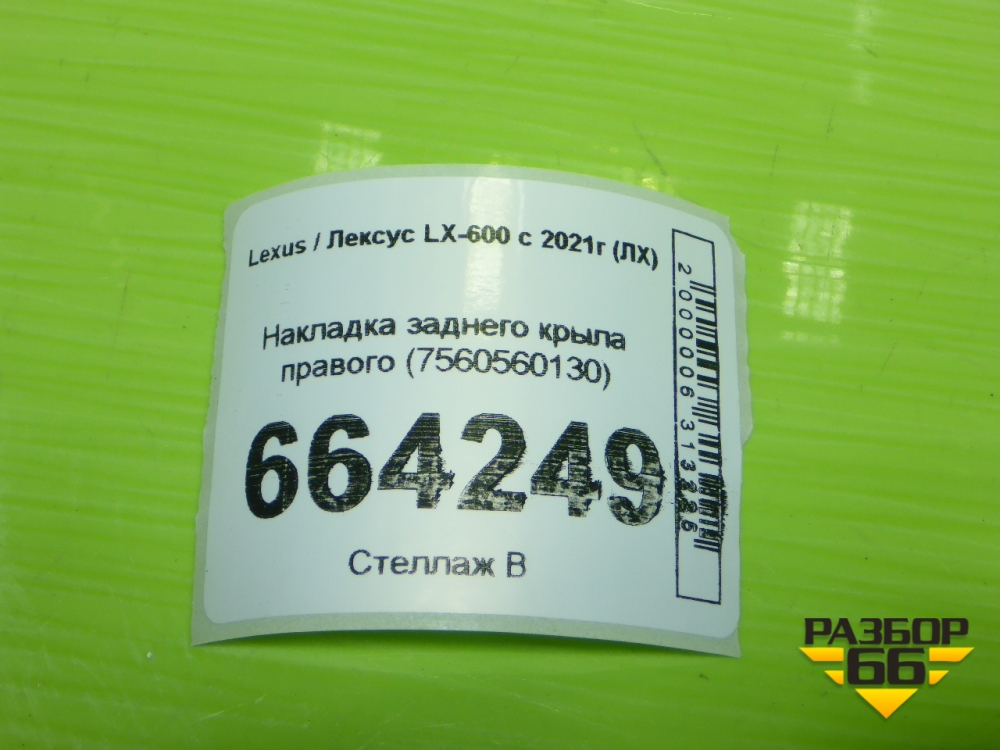 Lexus / Лексус LX-600 с 2021г (ЛХ)
Накладка заднего крыла
правого (7560560130)
664249
Стеллаж В
2000006313226
РАЗБОР
66